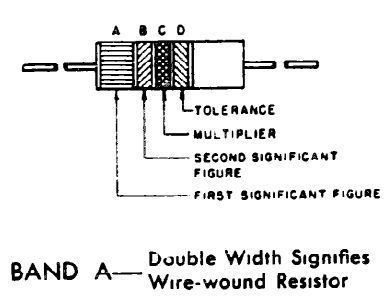 A B C D
TOLERANCE
MULTIPLIER
SECOND SIGNIFICANT
FIGURE
FIRST SIGNIFICANT FIGURE
BAND A— Double Width Signifies
Wire-wound Resistor